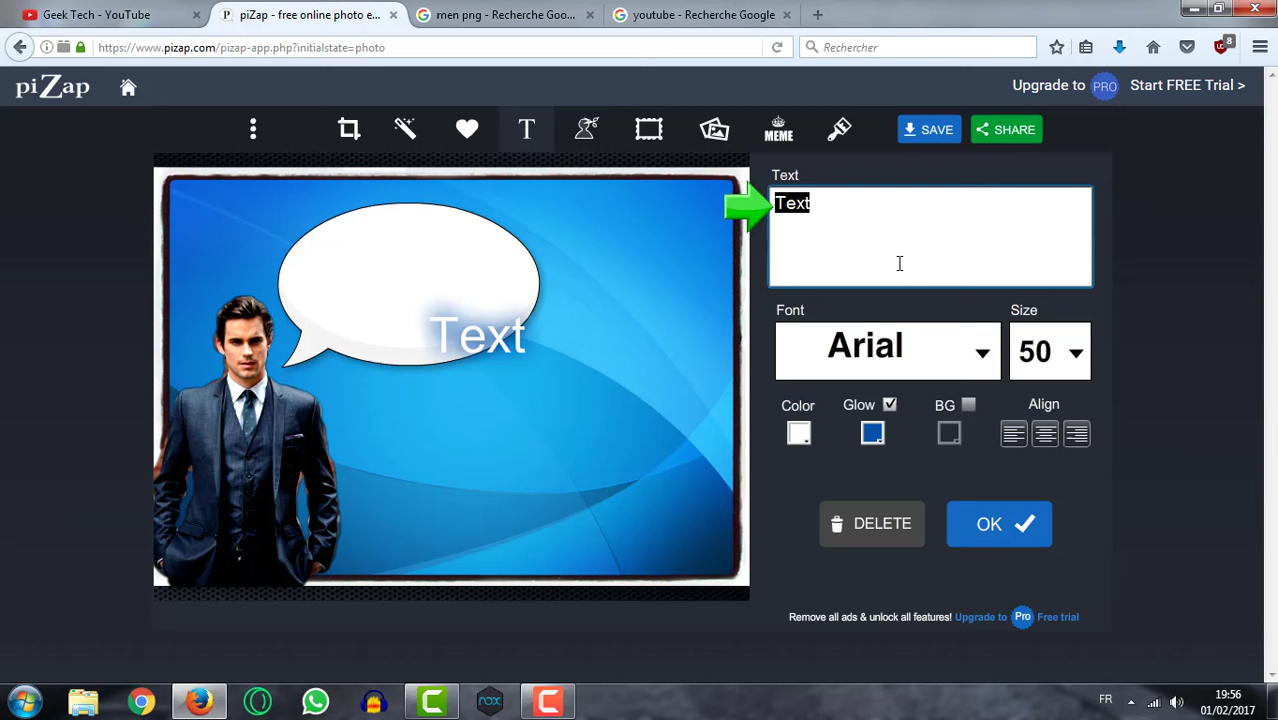 Geek Tech - YouTube
piZap - free online photo e...
men png - Recherche Goo...
youtube - Recherche Google
https://www.pizap.com/pizap-app.php?initialstate=photo
Rechercher
8
piZap
Upgrade to PRO Start FREE Trial >
T
MEME
SAVE
SHARE
Text
Text
Text
Font
Size
Arial
50
Color
Glow
BG
Align
DELETE
OK
Remove all ads & unlock all features! Upgrade to Pro Free trial
nox
FR
19:56
01/02/2017